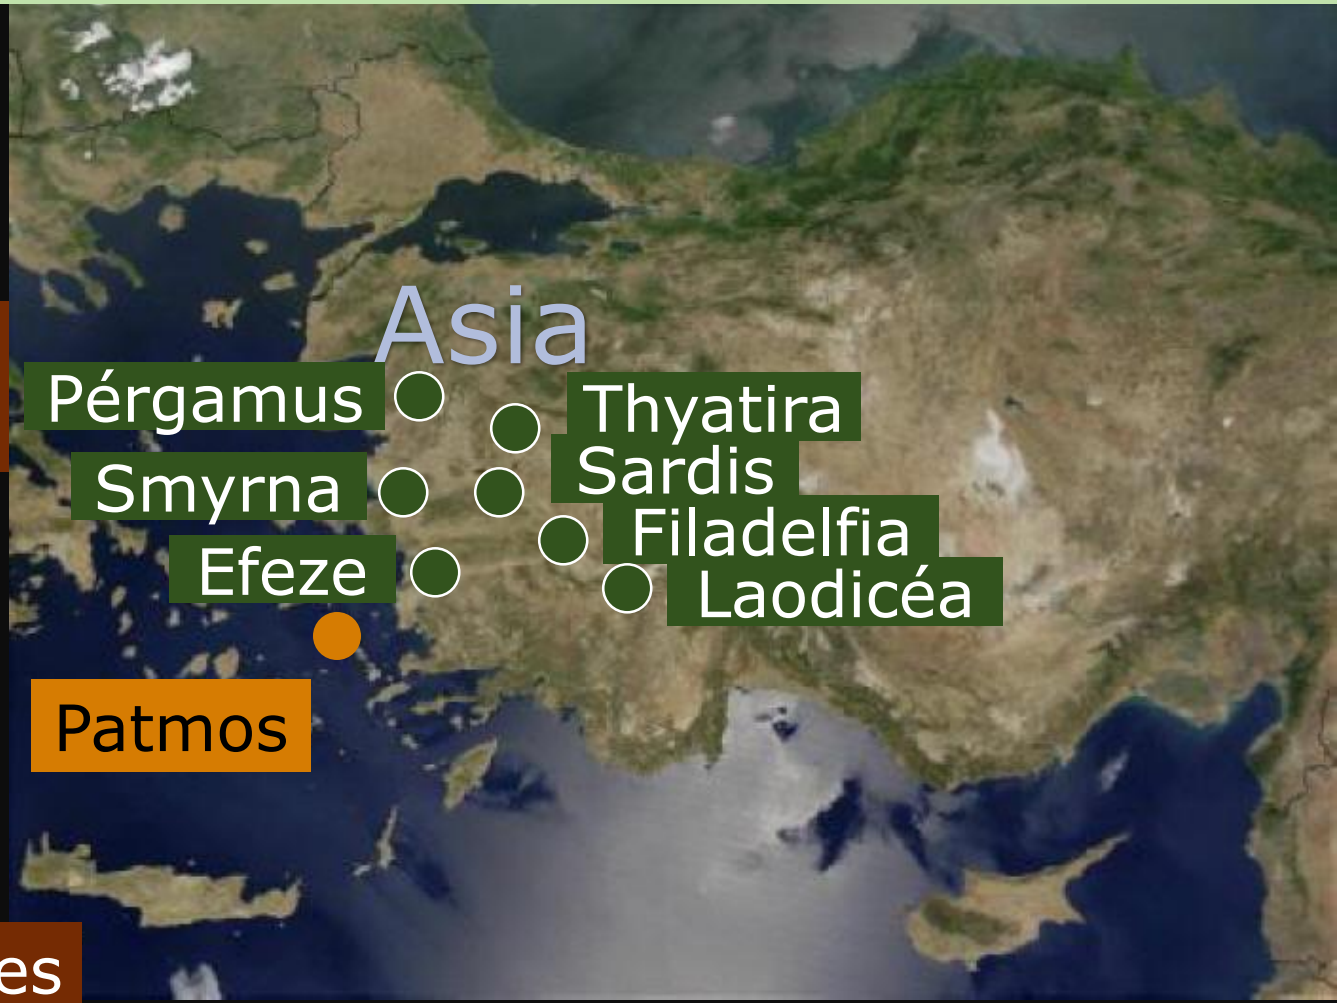 Asia
Pérgamus
Thyatira
Smyrna
Sardis
Filadelfia
Efeze
Laodicéa
Patmos
es